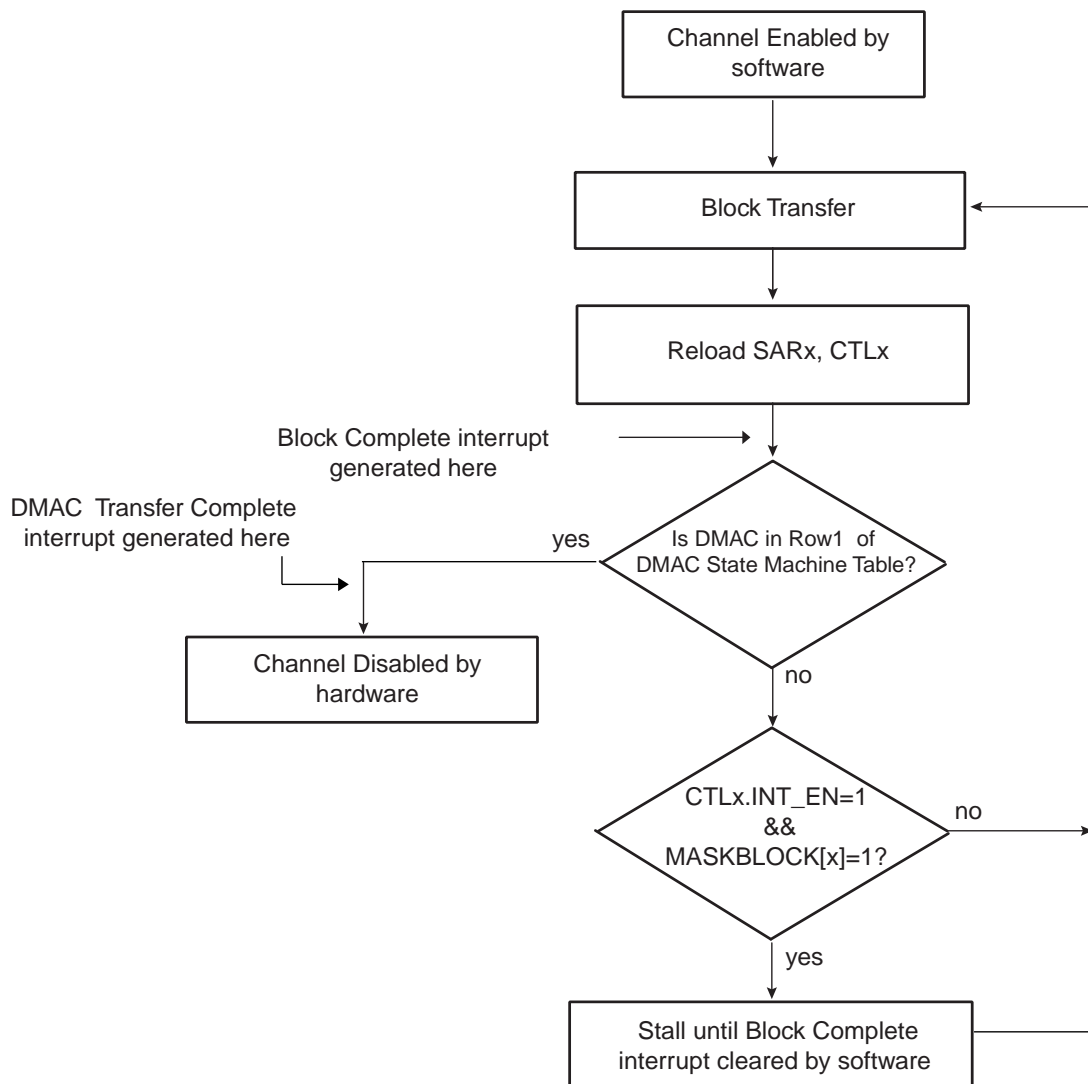 Channel Enabled by
software
Block Transfer
Reload SARx, CTLx
Block Complete interrupt
generated here
DMAC Transfer Complete
interrupt generated here
yes
Is DMAC in Row1 of
DMAC State Machine Table?
Channel Disabled by
hardware
no
CTLx.INT_EN=1
&&
MASKBLOCK[x]=1?
no
yes
Stall until Block Complete
interrupt cleared by software